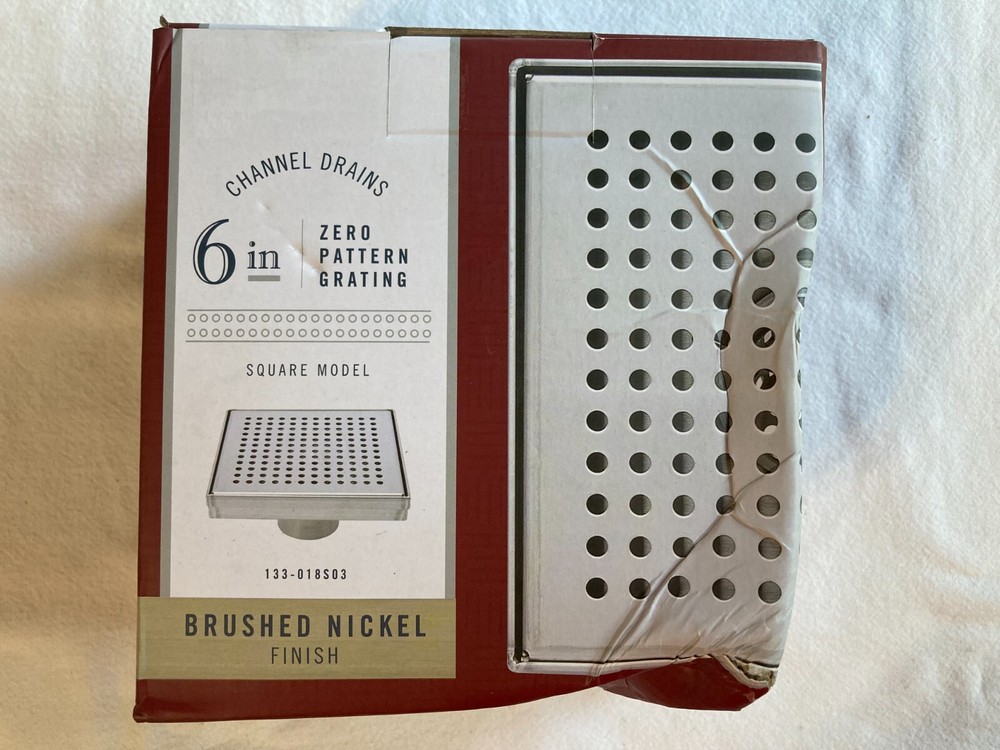 CHANNEL DRAINS
6 in
ZERO
PATTERN
GRATING
SQUARE MODEL
133-018S03
BRUSHED NICKEL
FINISH